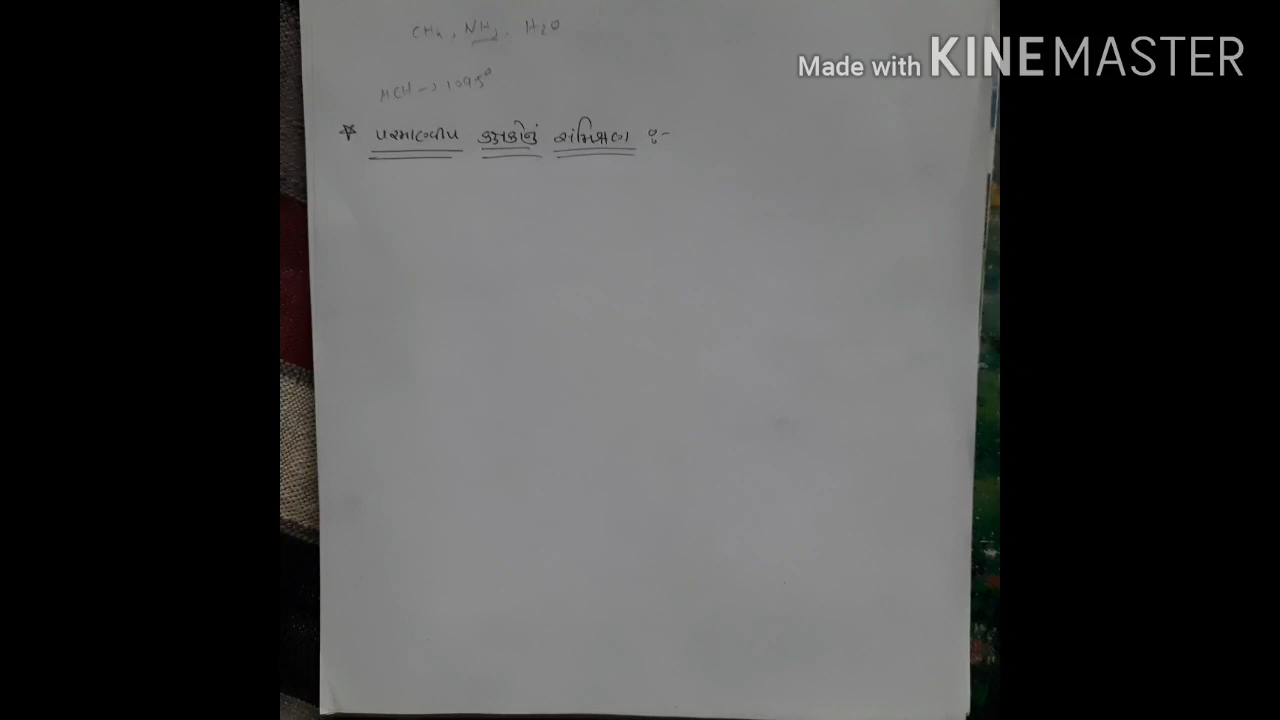 CH4, NH3, H2O
Made with KINEMASTER
HCH → 109.5°
* પરમાણ્વીય કક્ષકોનું સંમિશ્રણ :-